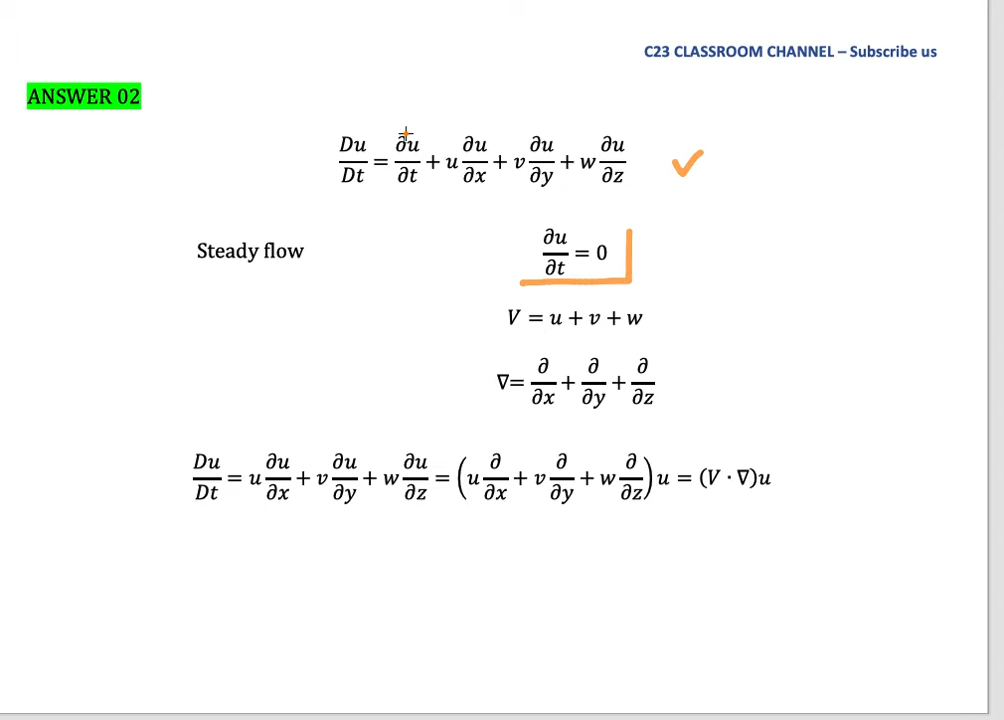 C23 CLASSROOM CHANNEL – Subscribe us
ANSWER 02
Du/Dt = ∂u/∂t + u ∂u/∂x + v ∂u/∂y + w ∂u/∂z
Steady flow ∂u/∂t = 0
V = u + v + w
∇= ∂/∂x + ∂/∂y + ∂/∂z
Du/Dt = u ∂u/∂x + v ∂u/∂y + w ∂u/∂z = (u ∂/∂x + v ∂/∂y + w ∂/∂z) u = (V · ∇)u